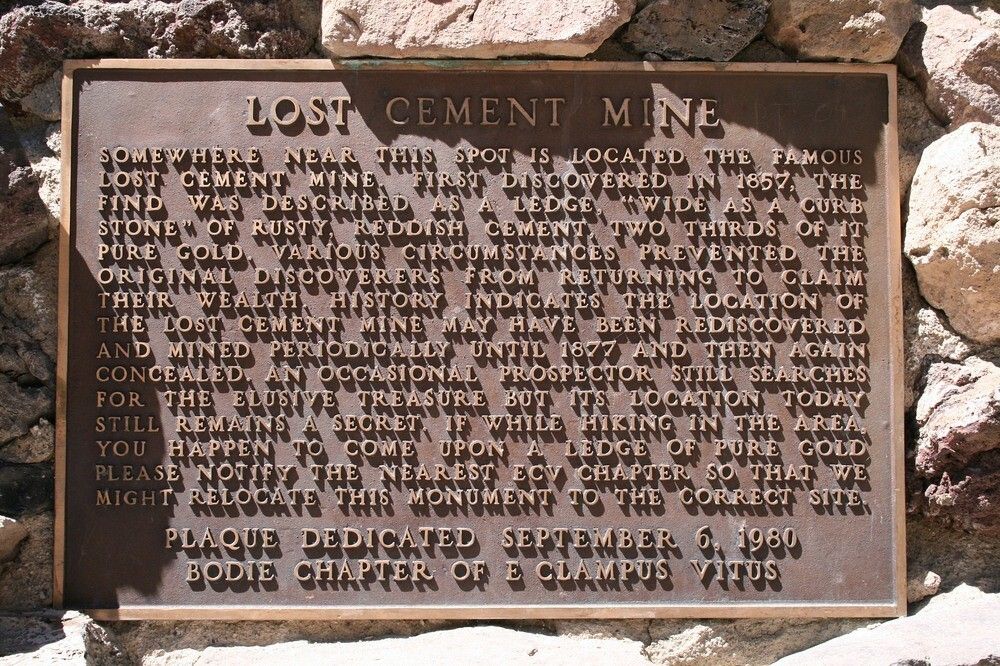 LOST CEMENT MINE
SOMEWHERE NEAR THIS SPOT IS LOCATED THE FAMOUS
LOST CEMENT MINE. FIRST DISCOVERED IN 1857, THE
FIND WAS DESCRIBED AS A LEDGE, "WIDE AS A CURB
STONE" OF RUSTY, REDDISH CEMENT, TWO THIRDS OF IT
PURE GOLD. VARIOUS CIRCUMSTANCES PREVENTED THE
ORIGINAL DISCOVERERS FROM RETURNING TO CLAIM
THEIR WEALTH. HISTORY INDICATES THE LOCATION OF
THE LOST CEMENT MINE MAY HAVE BEEN REDISCOVERED
AND MINED PERIODICALLY UNTIL 1877 AND THEN AGAIN
CONCEALED. AN OCCASIONAL PROSPECTOR STILL SEARCHES
FOR THE ELUSIVE TREASURE BUT ITS LOCATION TODAY
STILL REMAINS A SECRET. IF WHILE HIKING IN THE AREA,
YOU HAPPEN TO COME UPON A LEDGE OF PURE GOLD
PLEASE NOTIFY THE NEAREST ECV CHAPTER SO THAT WE
MIGHT RELOCATE THIS MONUMENT TO THE CORRECT SITE.
PLAQUE DEDICATED SEPTEMBER 6, 1980
BODIE CHAPTER OF E CLAMPUS VITUS